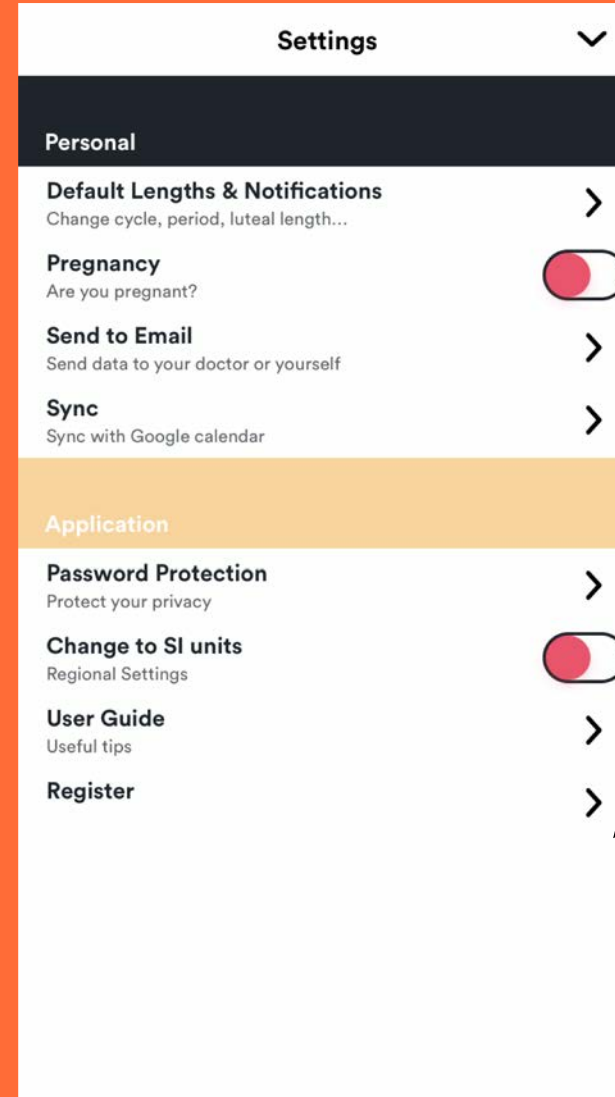 Settings
Personal
Default Lengths & Notifications
Change cycle, period, luteal length...
Pregnancy
Are you pregnant?
Send to Email
Send data to your doctor or yourself
Sync
Sync with Google calendar
Application
Password Protection
Protect your privacy
Change to SI units
Regional Settings
User Guide
Useful tips
Register